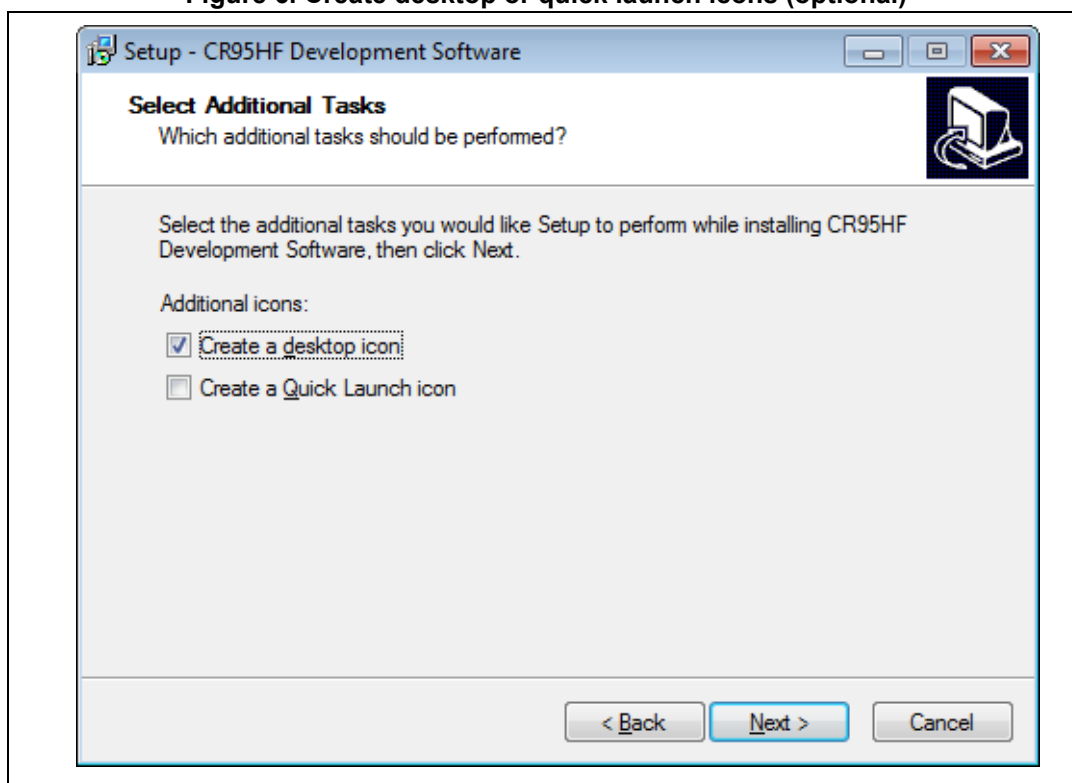 Figure 6. Create desktop or quick launch icons (optional)
Setup - CR95HF Development Software
Select Additional Tasks
Which additional tasks should be performed?
Select the additional tasks you would like Setup to perform while installing CR95HF
Development Software, then click Next.
Additional icons:
Create a desktop icon
Create a Quick Launch icon
< Back
Next >
Cancel